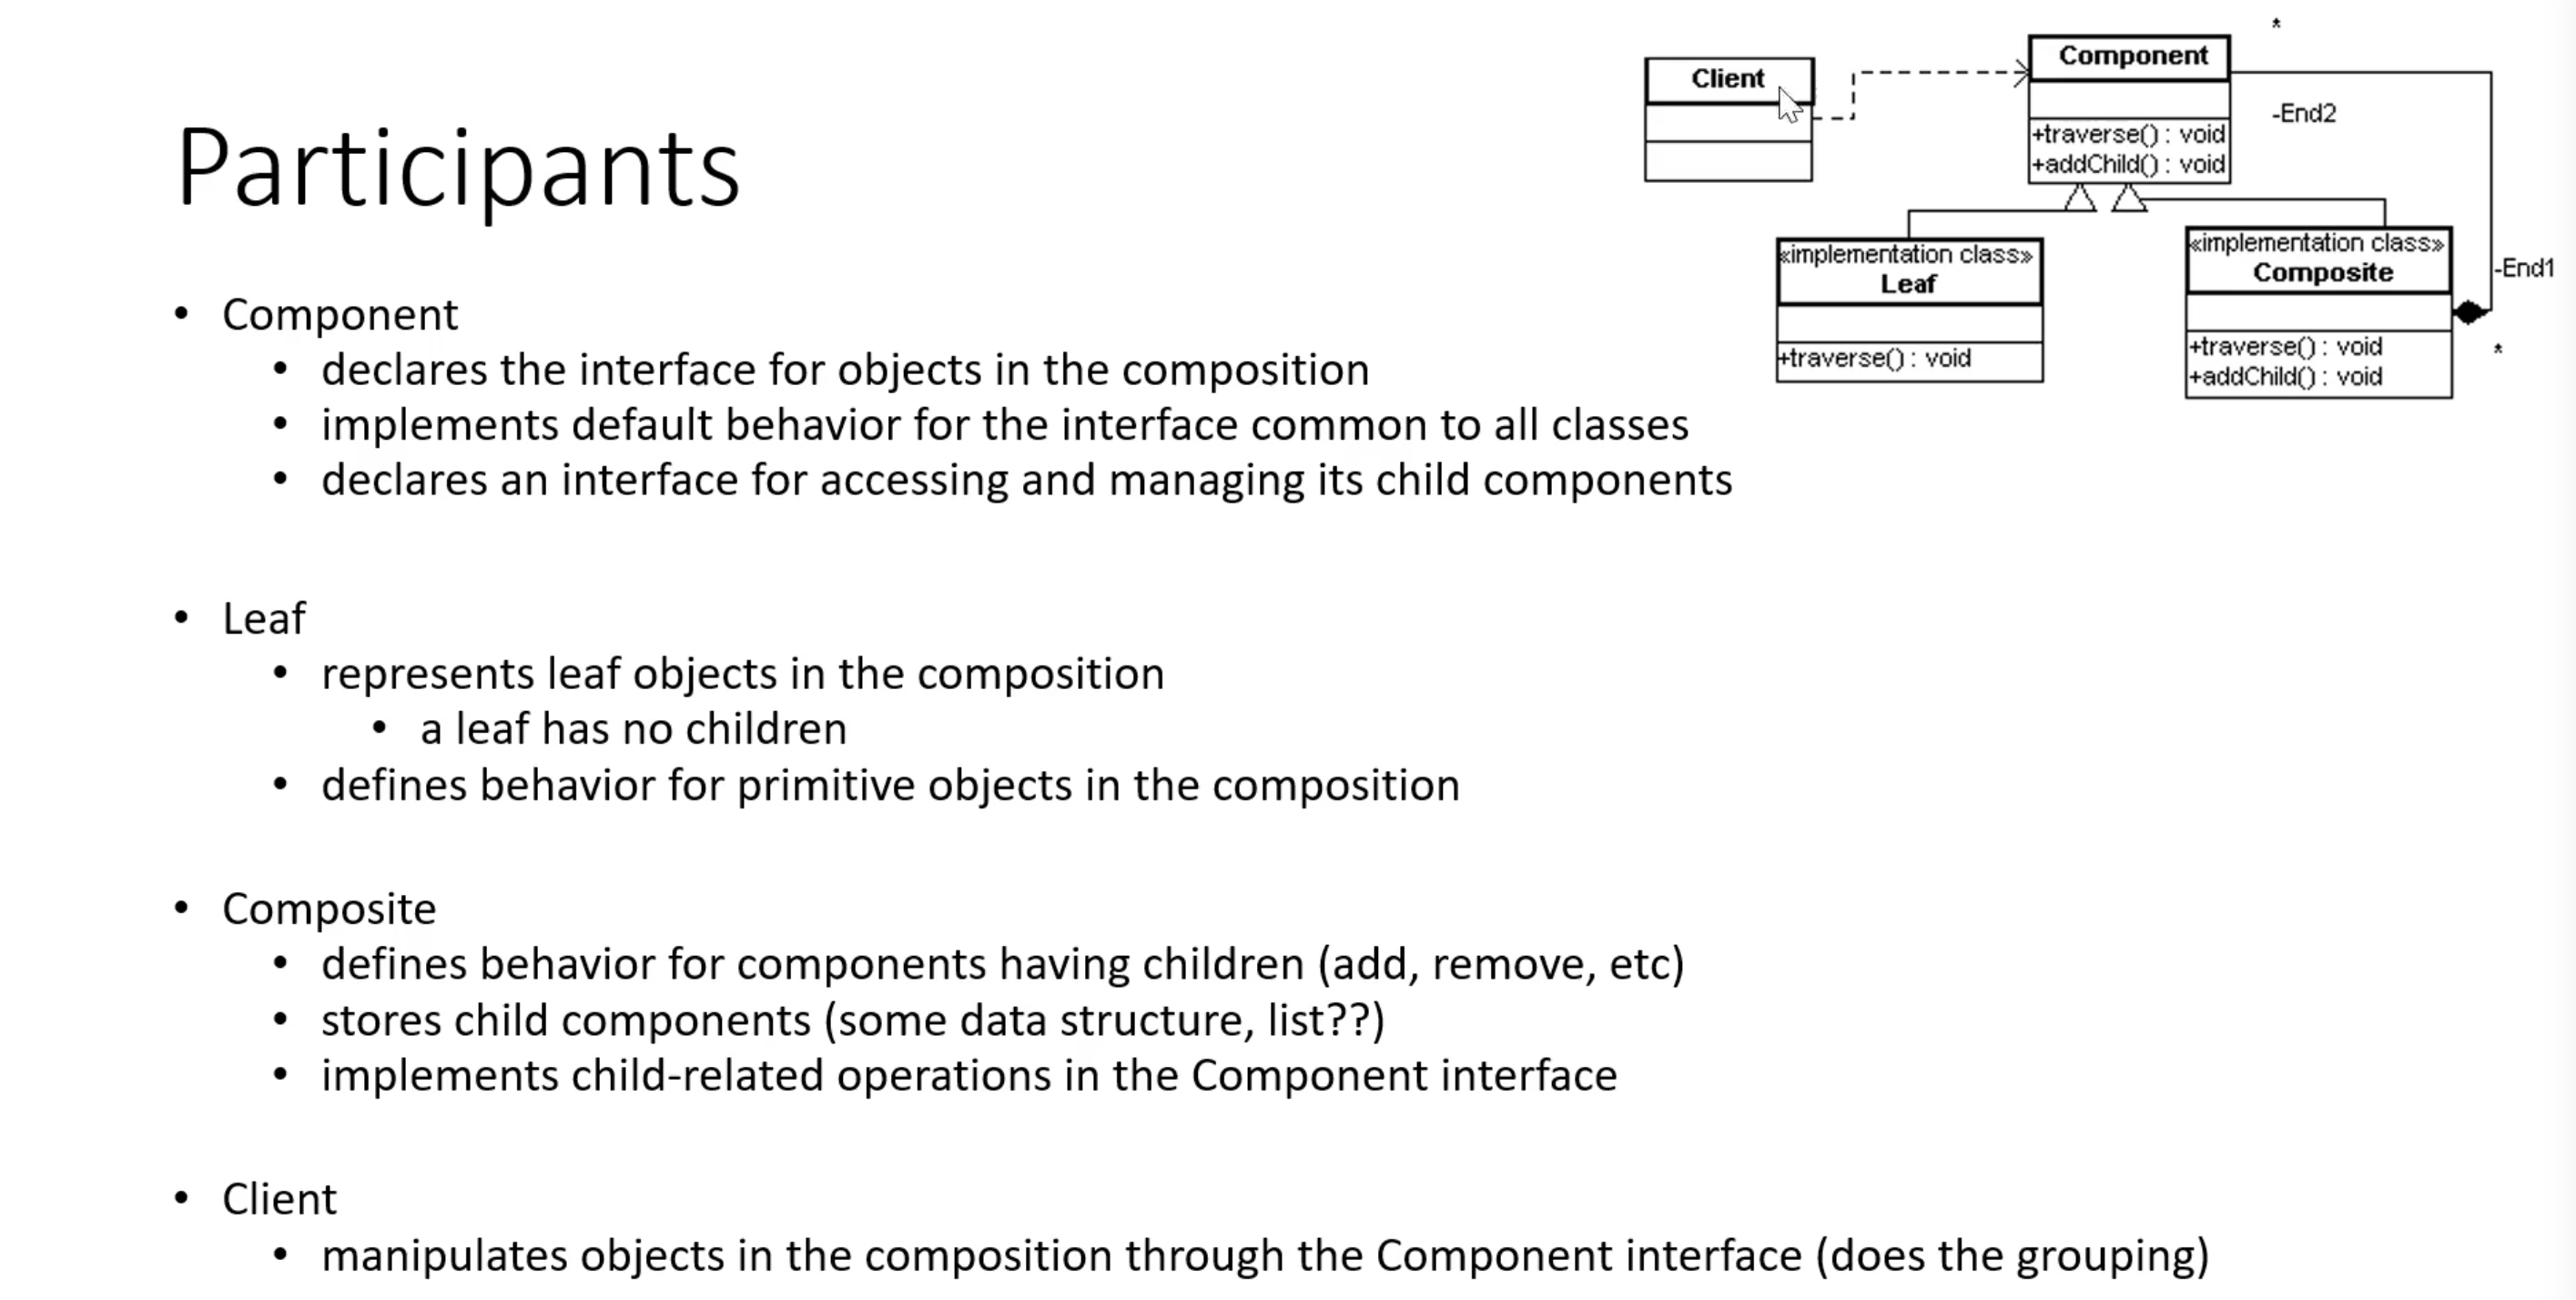 Participants
• Component
• declares the interface for objects in the composition
• implements default behavior for the interface common to all classes
• declares an interface for accessing and managing its child components
• Leaf
• represents leaf objects in the composition
• a leaf has no children
• defines behavior for primitive objects in the composition
• Composite
• defines behavior for components having children (add, remove, etc)
• stores child components (some data structure, list??)
• implements child-related operations in the Component interface
• Client
• manipulates objects in the composition through the Component interface (does the grouping)
Client
*
Component
+traverse() : void
+addChild() : void
-End2
«implementation class»
Leaf
+traverse() : void
«implementation class»
Composite
+traverse() : void
+addChild() : void
-End1
*